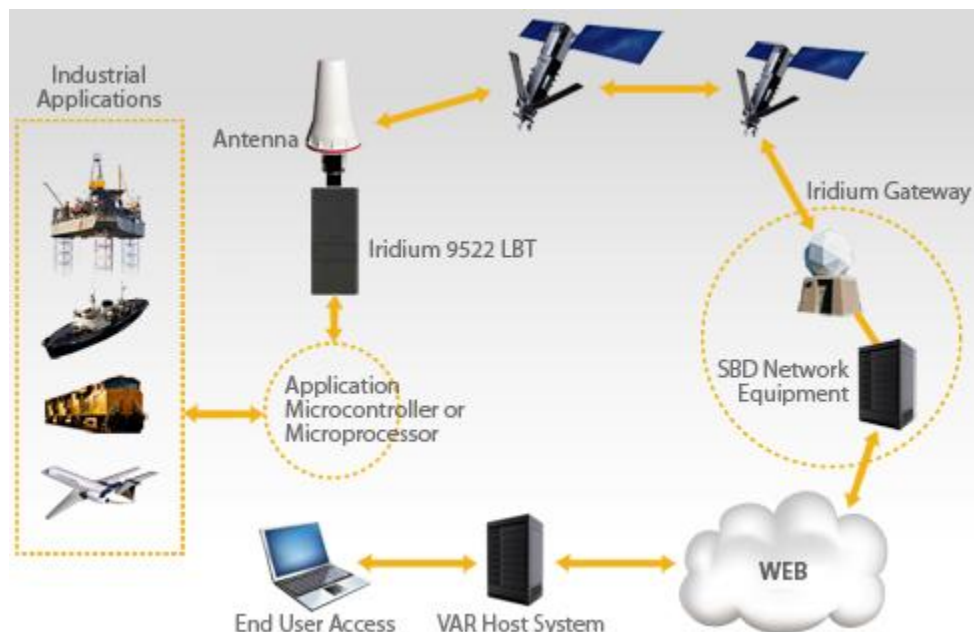 Industrial
Applications
Antenna
Iridium 9522 LBT
Application
Microcontroller or
Microprocessor
Iridium Gateway
SBD Network
Equipment
WEB
End User Access
VAR Host System